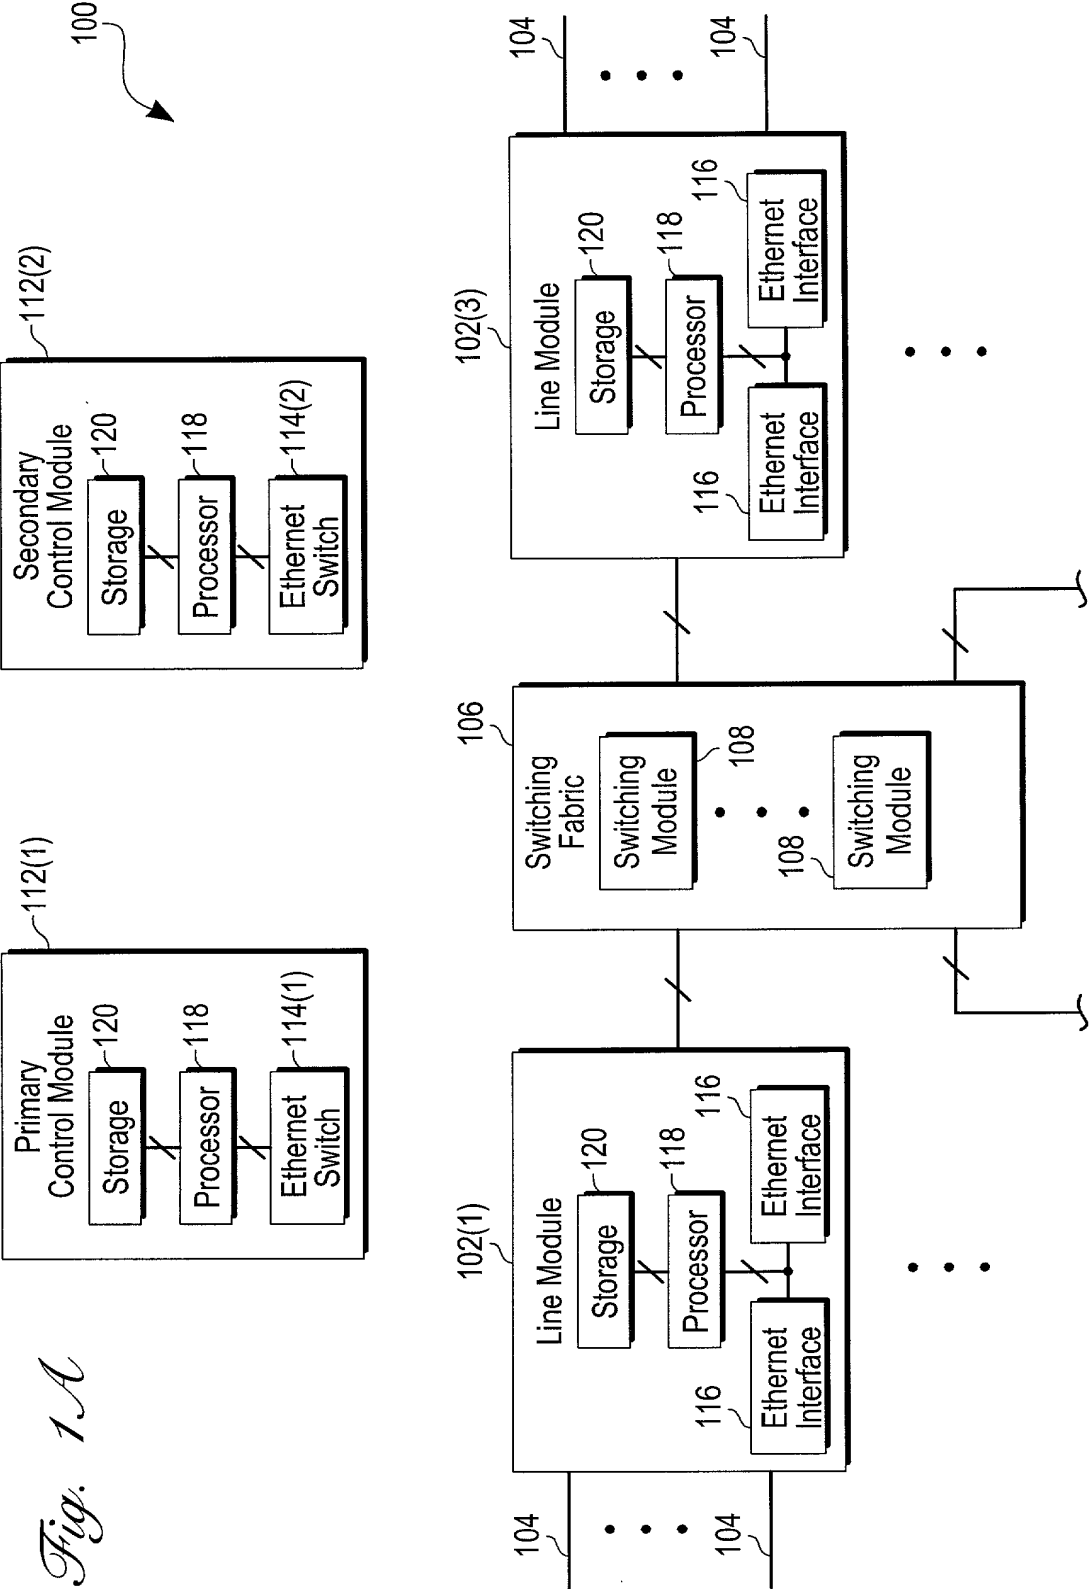 Fig. 1A
100
Primary
Control Module
112(1)
Storage
120
Processor
118
Ethernet
Switch
114(1)
Secondary
Control Module
112(2)
Storage
120
Processor
118
Ethernet
Switch
114(2)
102(1)
Line Module
Storage
120
Processor
118
116
Ethernet
Interface
116
Ethernet
Interface
104
104
106
Switching
Fabric
Switching
Module
108
108
Switching
Module
102(3)
Line Module
Storage
120
Processor
118
116
Ethernet
Interface
116
Ethernet
Interface
104
104